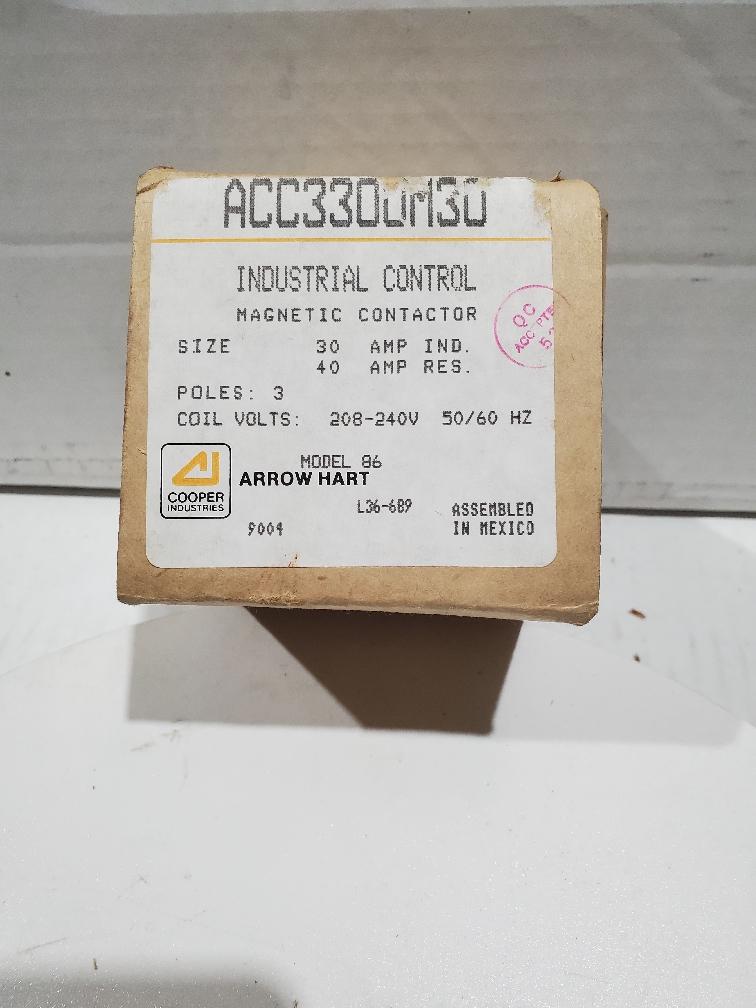 ACC330UM30
INDUSTRIAL CONTROL
MAGNETIC CONTACTOR
QC
SIZE 30 AMP IND.
40 AMP RES.
POLES: 3
COIL VOLTS: 208-240V 50/60 HZ
MODEL 86
ARROW HART
COOPER
INDUSTRIES
L36-689
9004
ASSEMBLED
IN MEXICO